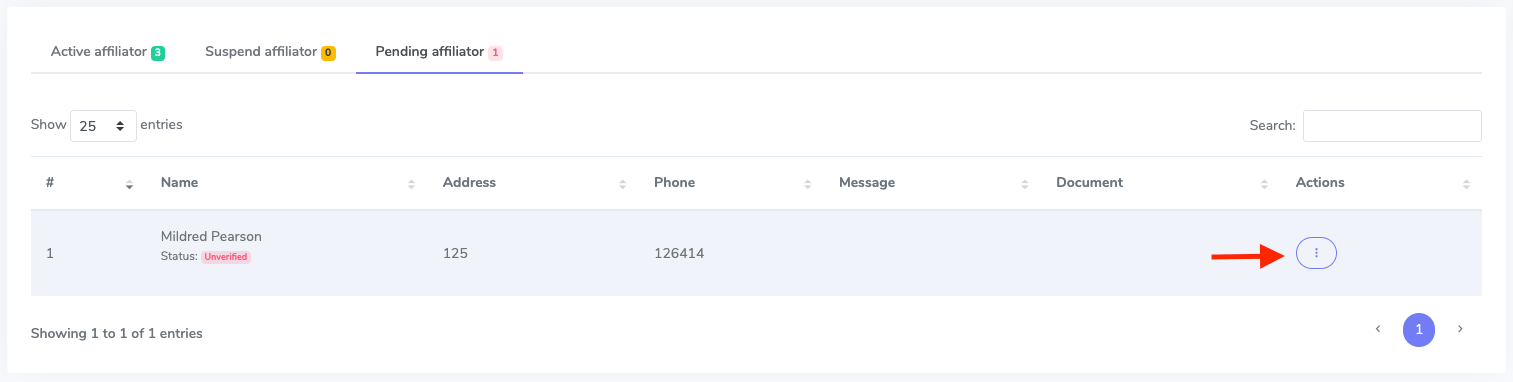 Active affiliator 3 Suspend affiliator 0 Pending affiliator 1
Show 25 entries Search:
# Name Address Phone Message Document Actions
Mildred Pearson
1 Status: Unverified 125 126414
Showing 1 to 1 of 1 entries ‹ 1 ›